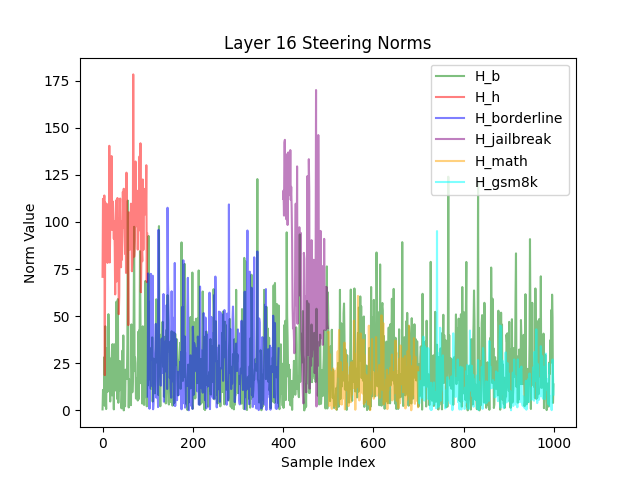 Layer 16 Steering Norms
Norm Value
175
150
125
100
75
50
25
0
H_b
H_h
H_borderline
H_jailbreak
H_math
H_gsm8k
0
200
400
600
800
1000
Sample Index